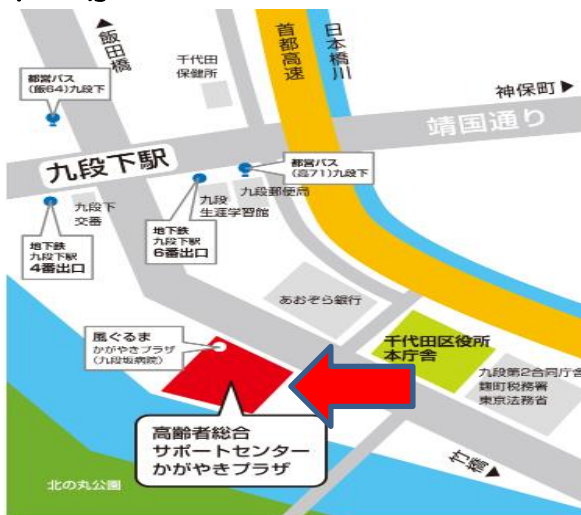 ▲飯田橋
都営バス
(飯64)九段下
千代田
保健所
首都高速
日本橋川
神保町▶
靖国通り
九段下駅
都営バス
(高71)九段下
九段下
交番
九段
生涯学習館
九段郵便局
地下鉄
九段下駅
4番出口
地下鉄
九段下駅
6番出口
あおぞら銀行
風ぐるま
かがやきプラザ
(九段坂病院)
千代田区役所
本庁舎
九段第2合同庁舎
麹町税務署
東京法務省
高齢者総合
サポートセンター
かがやきプラザ
竹橋▼
北の丸公園